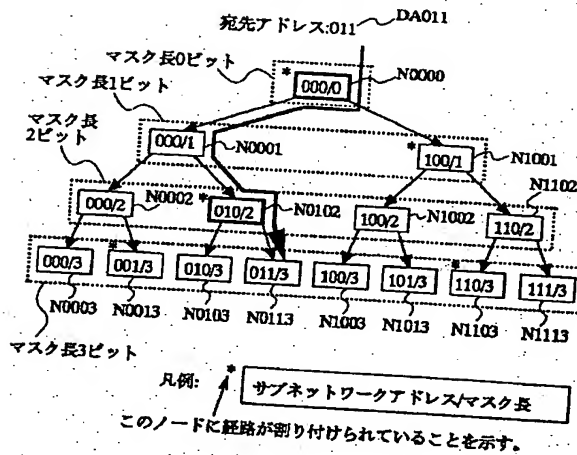 宛先アドレス:011
DA011
マスク長0ビット
* 000/0
N0000
マスク長1ビット
000/1
N0001
* 100/1
N1001
マスク長
2ビット
000/2
N0002
* 010/2
N0102
100/2
N1002
110/2
N1102
000/3
* 001/3
010/3
011/3
100/3
101/3
* 110/3
111/3
N0003
N0013
N0103
N0113
N1003
N1013
N1103
N1113
マスク長3ビット
凡例: * サブネットワークアドレス/マスク長
このノードに経路が割り付けられていることを示す。